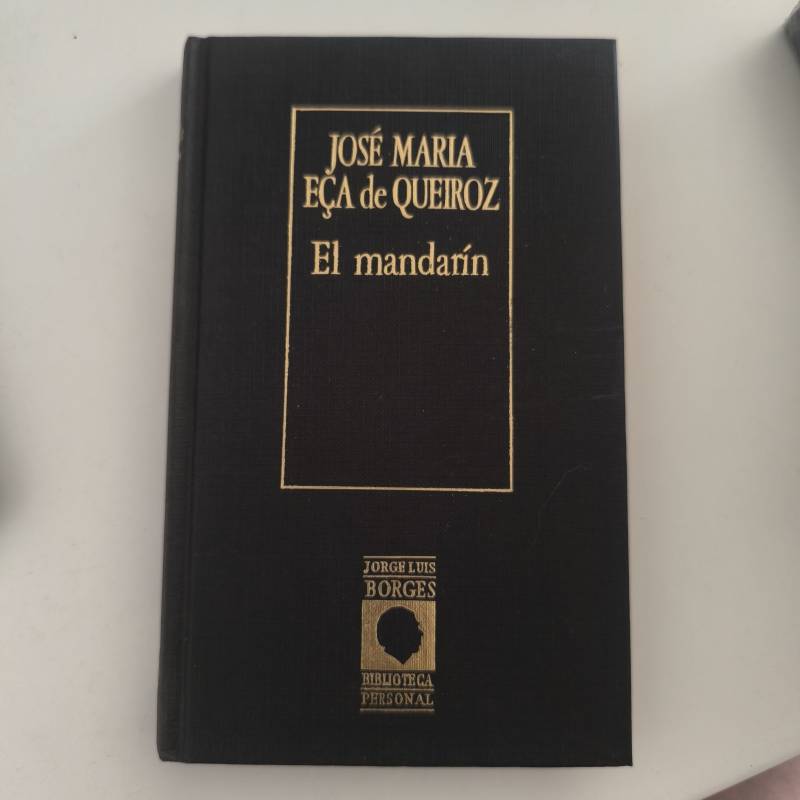 JOSÉ MARIA
EÇA de QUEIROZ
El mandarín
JORGE LUIS
BORGES
BIBLIOTECA
PERSONAL